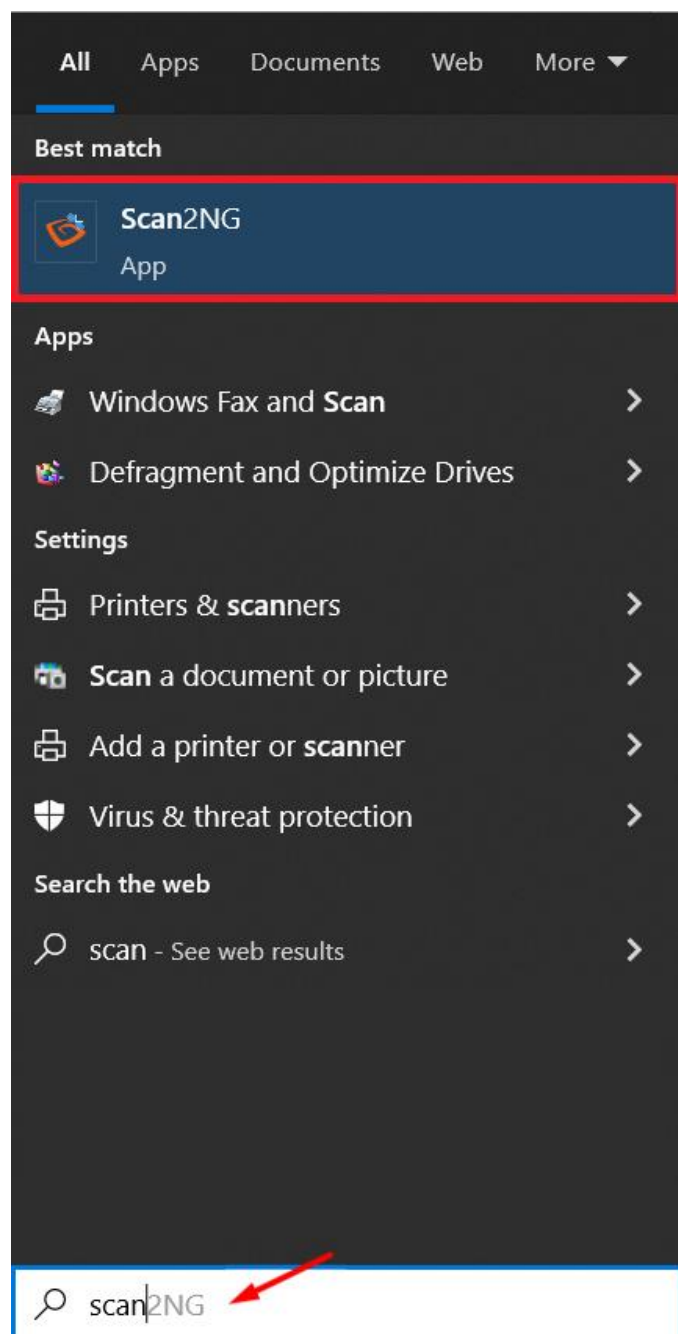 All Apps Documents Web More
Best match
Scan2NG
App
Apps
Windows Fax and Scan
Defragment and Optimize Drives
Settings
Printers & scanners
Scan a document or picture
Add a printer or scanner
Virus & threat protection
Search the web
scan - See web results
scan2NG